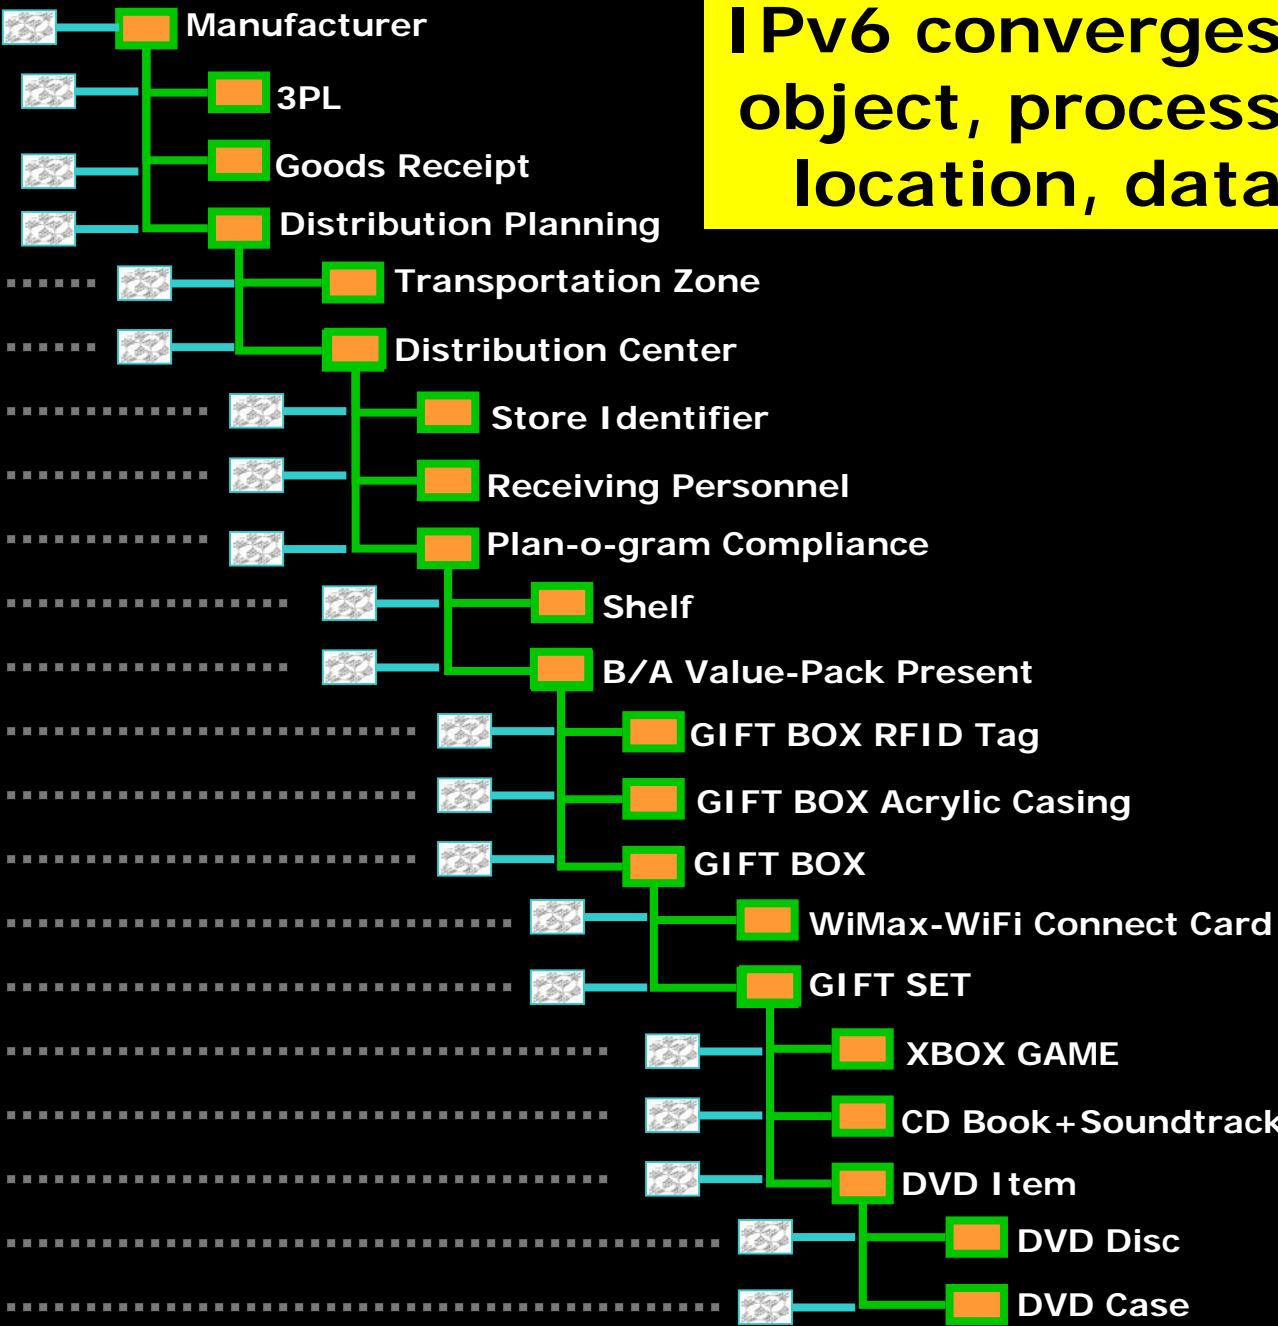 Manufacturer
IPv6 converges
object, process
location, data
3PL
Goods Receipt
Distribution Planning
Transportation Zone
Distribution Center
Store Identifier
Receiving Personnel
Plan-o-gram Compliance
Shelf
B/A Value-Pack Present
GIFT BOX RFID Tag
GIFT BOX Acrylic Casing
GIFT BOX
WiMax-WiFi Connect Card
GIFT SET
XBOX GAME
CD Book+Soundtrack
DVD Item
DVD Disc
DVD Case